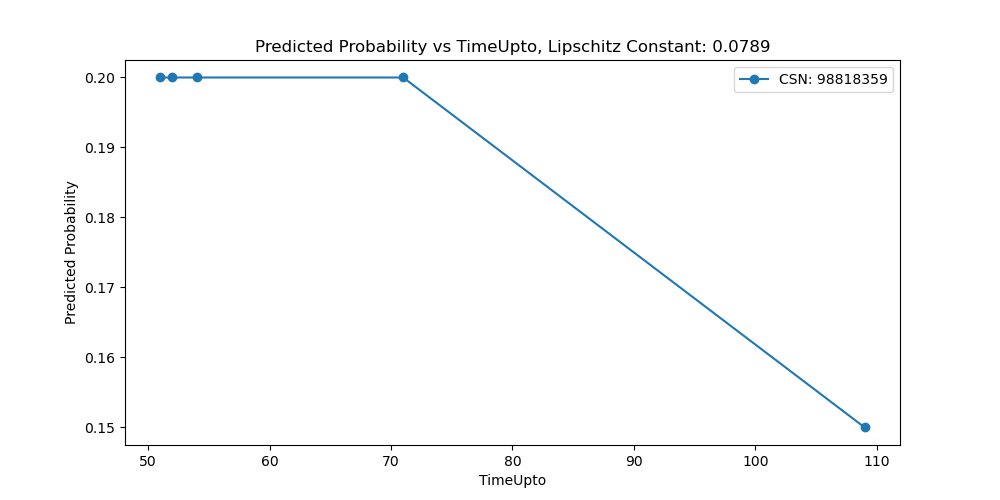 Predicted Probability vs TimeUpto, Lipschitz Constant: 0.0789
CSN: 98818359
Predicted Probability
0.20
0.19
0.18
0.17
0.16
0.15
50 60 70 80 90 100 110
TimeUpto